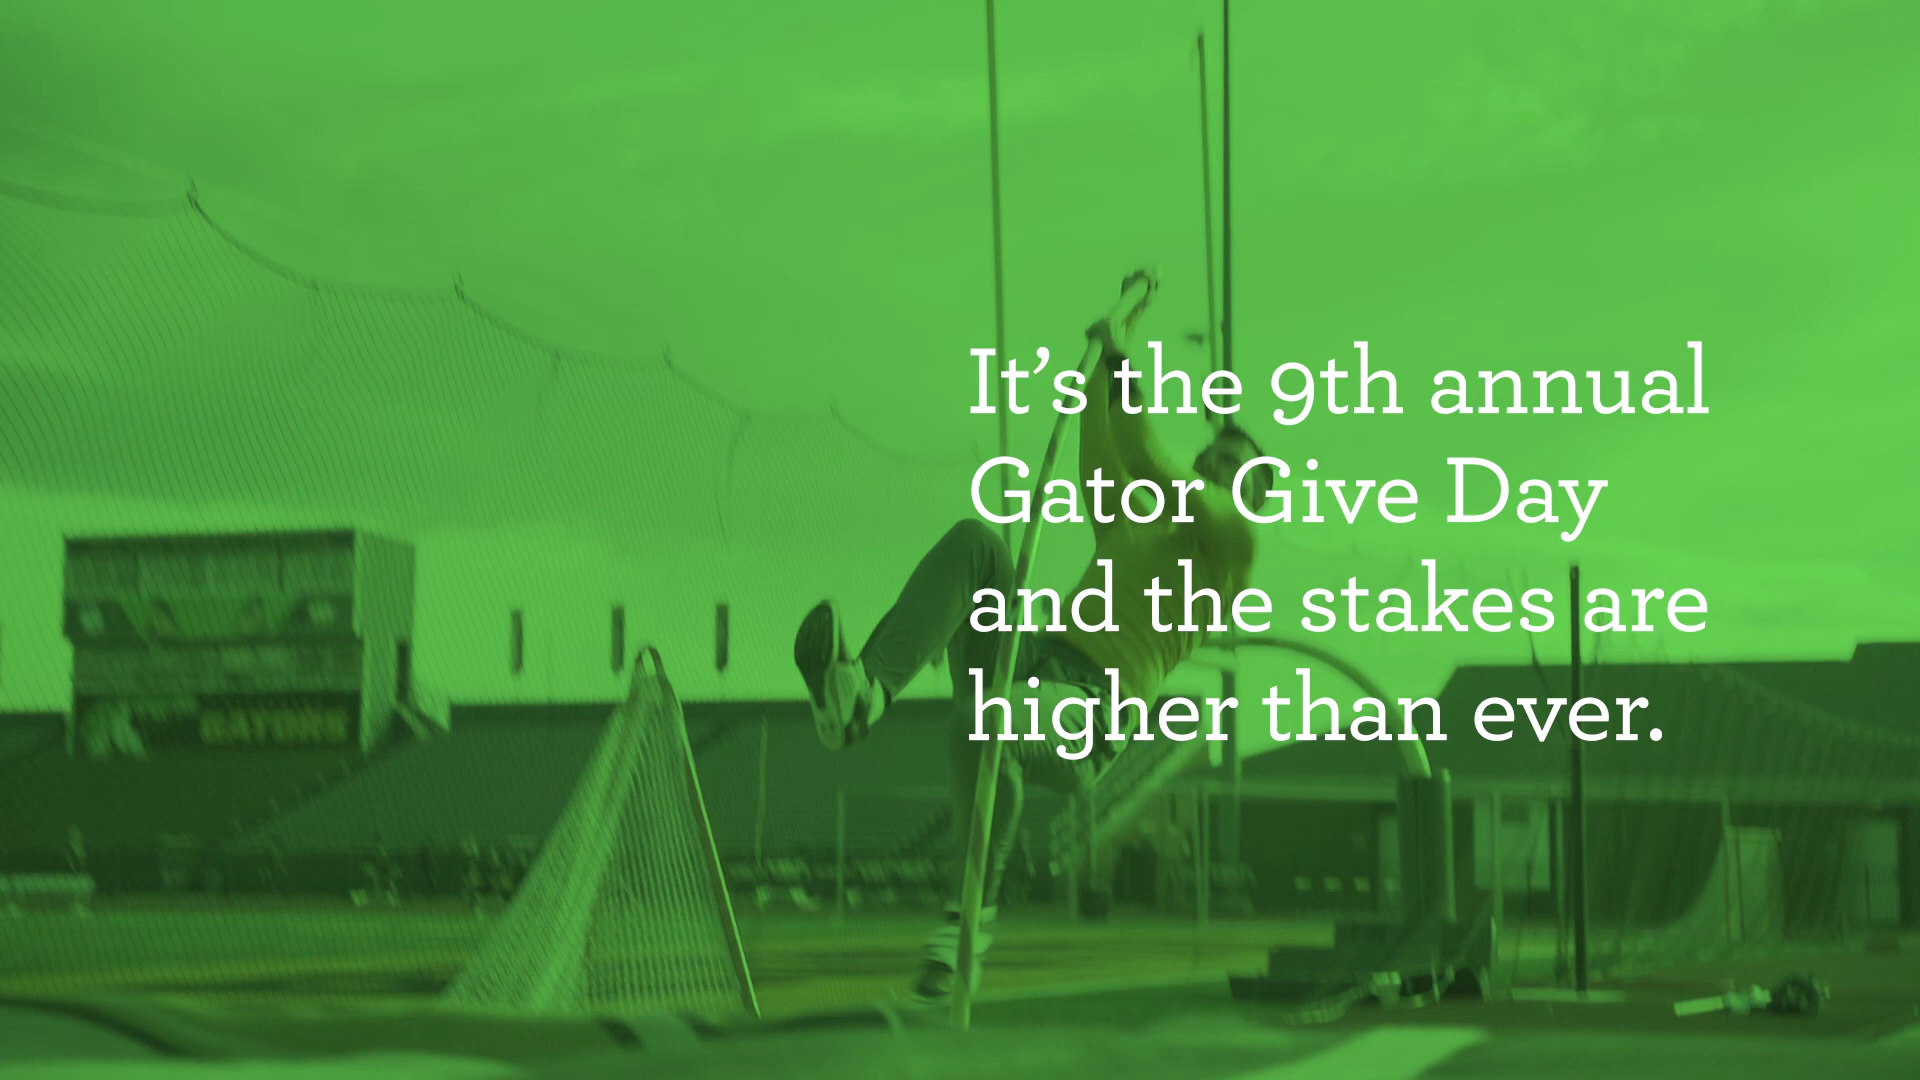 It’s the 9th annual
Gator Give Day
and the stakes are
higher than ever.
GATORS